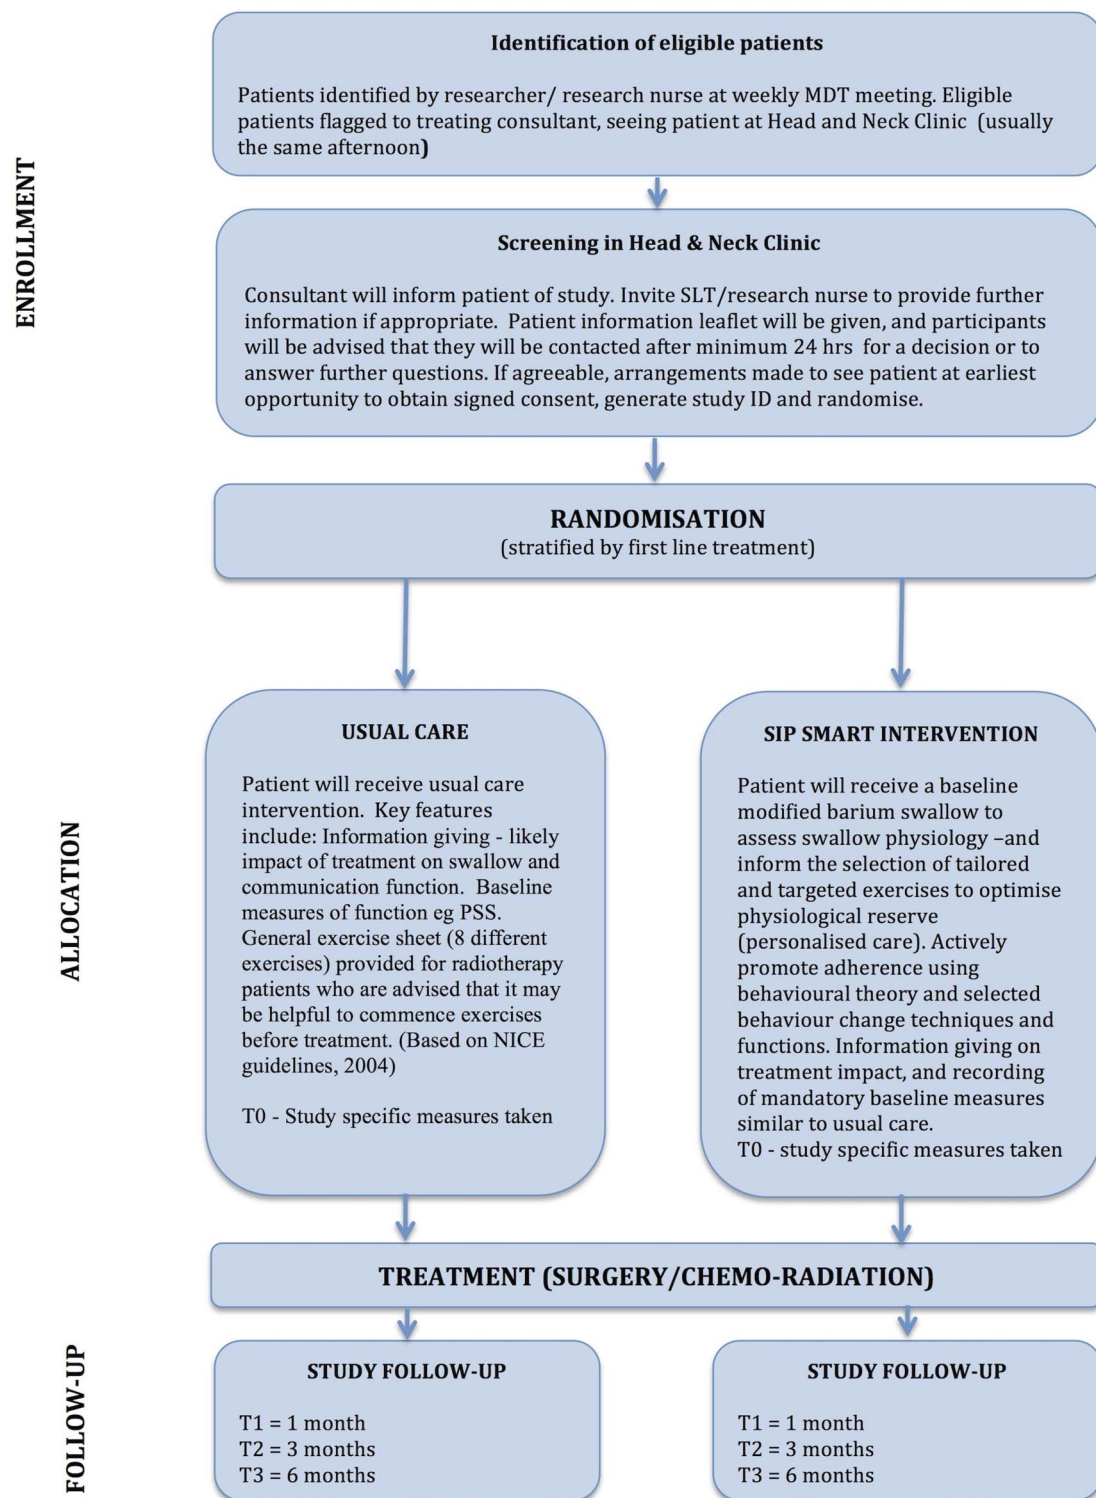 ENROLLMENT
Identification of eligible patients
Patients identified by researcher/ research nurse at weekly MDT meeting. Eligible
patients flagged to treating consultant, seeing patient at Head and Neck Clinic (usually
the same afternoon)
Screening in Head & Neck Clinic
Consultant will inform patient of study. Invite SLT/research nurse to provide further
information if appropriate. Patient information leaflet will be given, and participants
will be advised that they will be contacted after minimum 24 hrs for a decision or to
answer further questions. If agreeable, arrangements made to see patient at earliest
opportunity to obtain signed consent, generate study ID and randomise.
RANDOMISATION
(stratified by first line treatment)
ALLOCATION
USUAL CARE
Patient will receive usual care
intervention. Key features
include: Information giving - likely
impact of treatment on swallow and
communication function. Baseline
measures of function eg PSS.
General exercise sheet (8 different
exercises) provided for radiotherapy
patients who are advised that it may
be helpful to commence exercises
before treatment. (Based on NICE
guidelines, 2004)
T0 - Study specific measures taken
SIP SMART INTERVENTION
Patient will receive a baseline
modified barium swallow to
assess swallow physiology –and
inform the selection of tailored
and targeted exercises to optimise
physiological reserve
(personalised care). Actively
promote adherence using
behavioural theory and selected
behaviour change techniques and
functions. Information giving on
treatment impact, and recording
of mandatory baseline measures
similar to usual care.
T0 - study specific measures taken
TREATMENT (SURGERY/CHEMO-RADIATION)
FOLLOW-UP
STUDY FOLLOW-UP
T1 = 1 month
T2 = 3 months
T3 = 6 months
STUDY FOLLOW-UP
T1 = 1 month
T2 = 3 months
T3 = 6 months